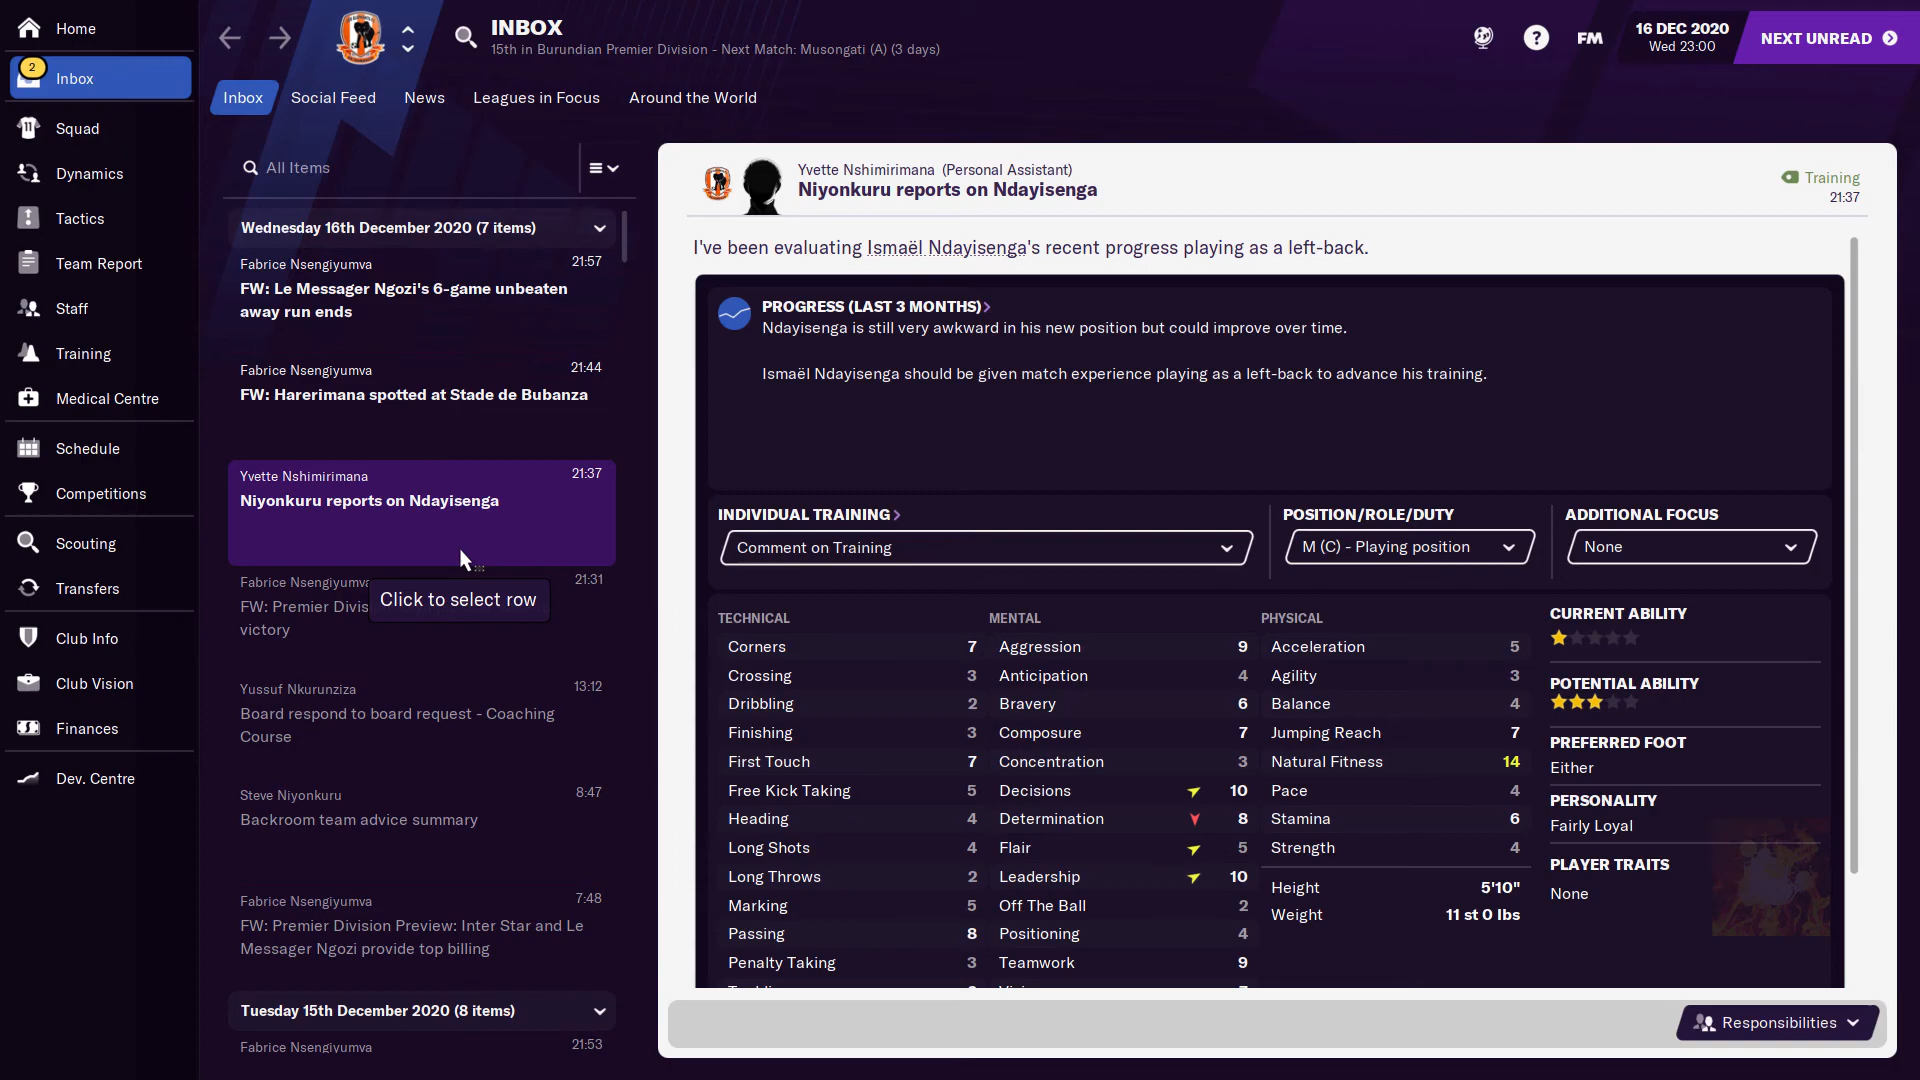 Home
2
Inbox
Squad
Dynamics
Tactics
Team Report
Staff
Training
Medical Centre
Schedule
Competitions
Scouting
Transfers
Club Info
Club Vision
Finances
Dev. Centre
INBOX
15th in Burundian Premier Division - Next Match: Musongati (A) (3 days)
FM
16 DEC 2020
Wed 23:00
NEXT UNREAD
Inbox Social Feed News Leagues in Focus Around the World
All Items
Wednesday 16th December 2020 (7 items)
Fabrice Nsengiyumva 21:57
FW: Le Messager Ngozi's 6-game unbeaten
away run ends
Fabrice Nsengiyumva 21:44
FW: Harerimana spotted at Stade de Bubanza
Yvette Nshimirimana 21:37
Niyonkuru reports on Ndayisenga
Fabrice Nsengiyumva 21:31
FW: Premier Divis
victory
Click to select row
Yussuf Nkurunziza 13:12
Board respond to board request - Coaching
Course
Steve Niyonkuru 8:47
Backroom team advice summary
Fabrice Nsengiyumva 7:48
FW: Premier Division Preview: Inter Star and Le
Messager Ngozi provide top billing
Tuesday 15th December 2020 (8 items)
Fabrice Nsengiyumva 21:53
Yvette Nshimirimana (Personal Assistant)
Niyonkuru reports on Ndayisenga
Training
21:37
I've been evaluating Ismaël Ndayisenga's recent progress playing as a left-back.
PROGRESS (LAST 3 MONTHS)
Ndayisenga is still very awkward in his new position but could improve over time.
Ismaël Ndayisenga should be given match experience playing as a left-back to advance his training.
INDIVIDUAL TRAINING POSITION/ROLE/DUTY ADDITIONAL FOCUS
Comment on Training M (C) - Playing position None
TECHNICAL MENTAL PHYSICAL
Corners 7 Aggression 9 Acceleration 5
Crossing 3 Anticipation 4 Agility 3
Dribbling 2 Bravery 6 Balance 4
Finishing 3 Composure 7 Jumping Reach 7
First Touch 7 Concentration 3 Natural Fitness 14
Free Kick Taking 5 Decisions 10 Pace 4
Heading 4 Determination 8 Stamina 6
Long Shots 4 Flair 5 Strength 4
Long Throws 2 Leadership 10 Height 5'10"
Marking 5 Off The Ball 2 Weight 11 st 0 lbs
Passing 8 Positioning 4
Penalty Taking 3 Teamwork 9
CURRENT ABILITY
POTENTIAL ABILITY
PREFERRED FOOT
Either
PERSONALITY
Fairly Loyal
PLAYER TRAITS
None
Responsibilities